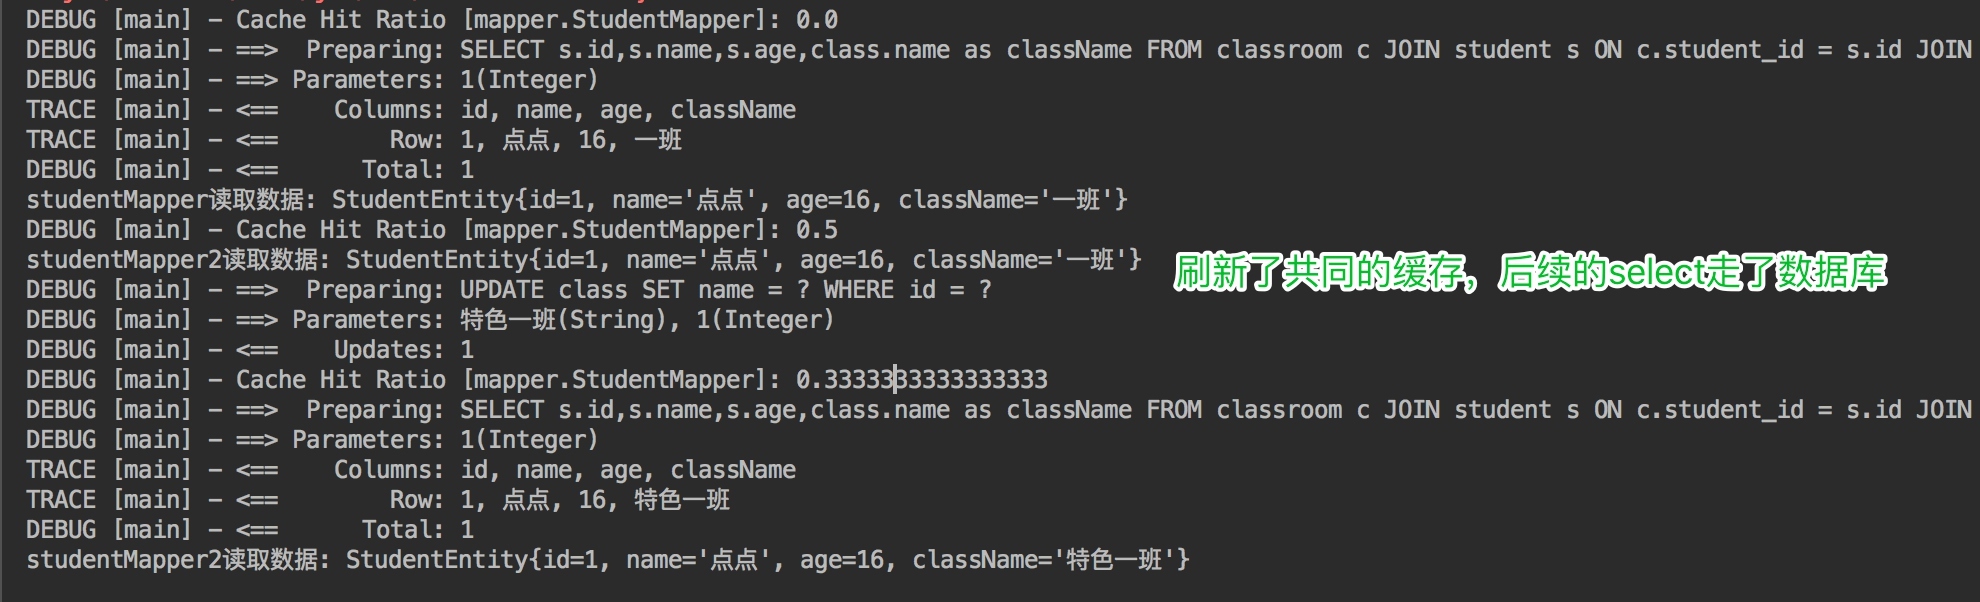 DEBUG [main] – Cache Hit Ratio [mapper.StudentMapper]: 0.0
DEBUG [main] – ==>  Preparing: SELECT s.id,s.name,s.age,class.name as className FROM classroom c JOIN student s ON c.student_id = s.id JOIN
DEBUG [main] – ==> Parameters: 1(Integer)
TRACE [main] – <==    Columns: id, name, age, className
TRACE [main] – <==        Row: 1, 点点, 16, 一班
DEBUG [main] – <==      Total: 1
studentMapper读取数据: StudentEntity{id=1, name='点点', age=16, className='一班'}
DEBUG [main] – Cache Hit Ratio [mapper.StudentMapper]: 0.5
studentMapper2读取数据: StudentEntity{id=1, name='点点', age=16, className='一班'}
刷新了共同的缓存，后续的select走了数据库
DEBUG [main] – ==>  Preparing: UPDATE class SET name = ? WHERE id = ?
DEBUG [main] – ==> Parameters: 特色一班(String), 1(Integer)
DEBUG [main] – <==    Updates: 1
DEBUG [main] – Cache Hit Ratio [mapper.StudentMapper]: 0.3333333333333333
DEBUG [main] – ==>  Preparing: SELECT s.id,s.name,s.age,class.name as className FROM classroom c JOIN student s ON c.student_id = s.id JOIN
DEBUG [main] – ==> Parameters: 1(Integer)
TRACE [main] – <==    Columns: id, name, age, className
TRACE [main] – <==        Row: 1, 点点, 16, 特色一班
DEBUG [main] – <==      Total: 1
studentMapper2读取数据: StudentEntity{id=1, name='点点', age=16, className='特色一班'}